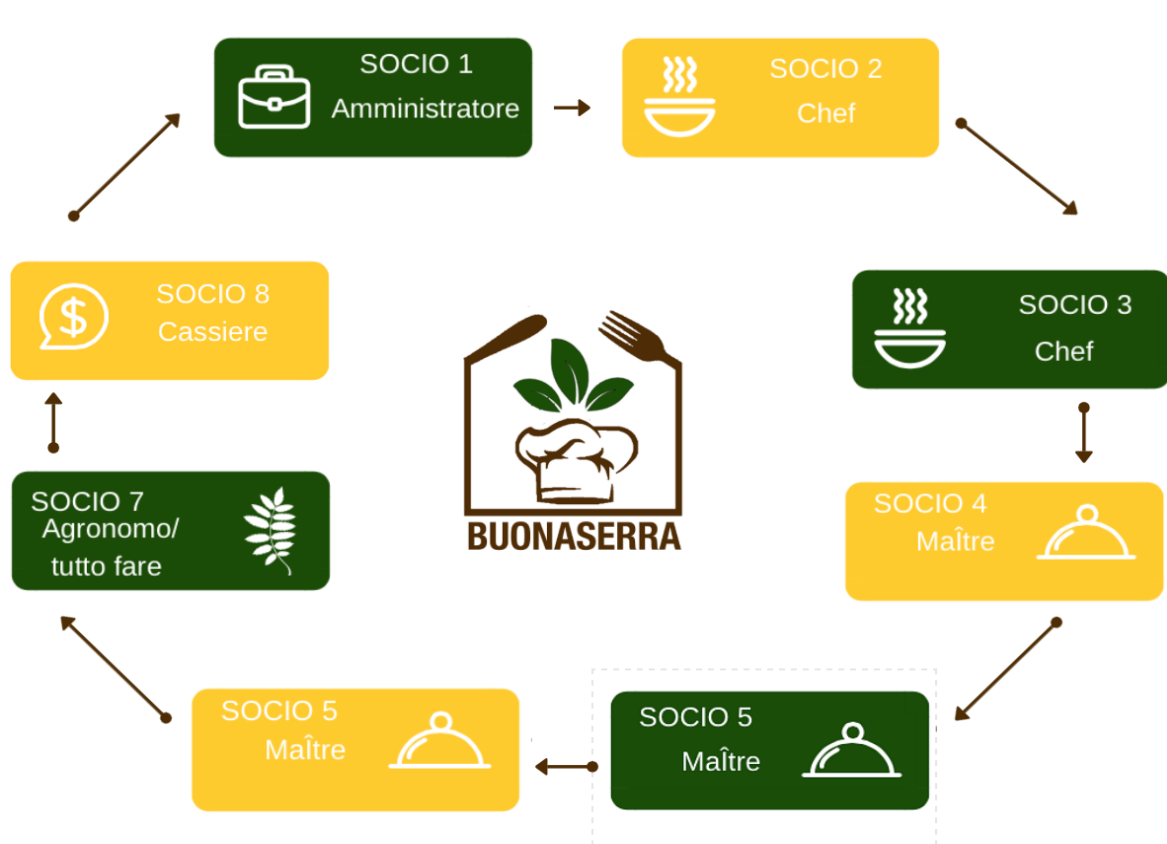 SOCIO 1
Amministratore
SOCIO 2
Chef
SOCIO 3
Chef
SOCIO 4
MaÎtre
SOCIO 5
MaÎtre
SOCIO 5
MaÎtre
SOCIO 7
Agronomo/
tutto fare
SOCIO 8
Cassiere
$
BUONASERRA